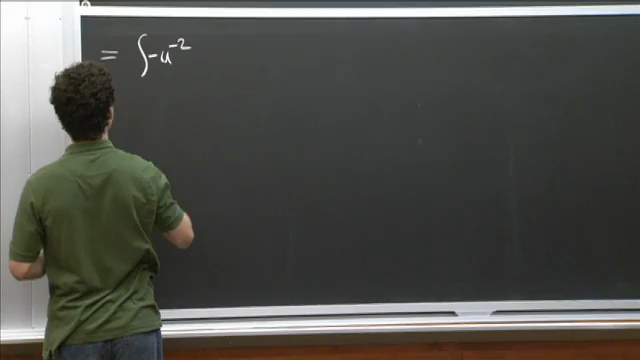 = ∫-u⁻²